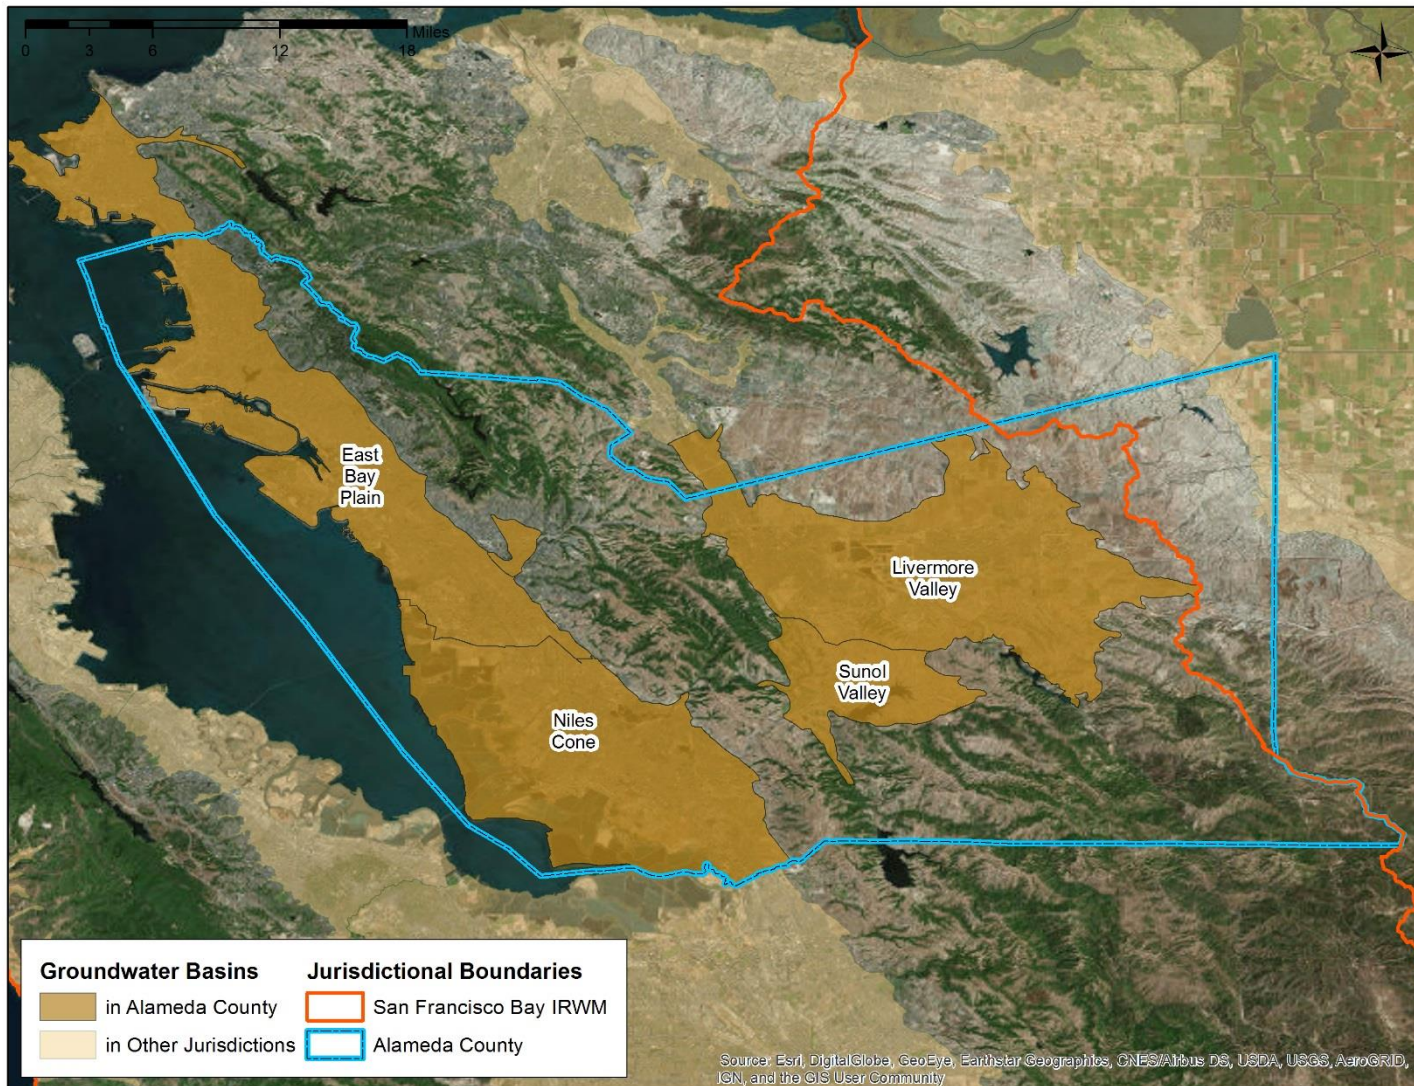 Miles
0 3 6 12 18
East
Bay
Plain
Livermore
Valley
Sunol
Valley
Niles
Cone
Groundwater Basins
in Alameda County
in Other Jurisdictions
Jurisdictional Boundaries
San Francisco Bay IRWM
Alameda County
Source: Esri, DigitalGlobe, GeoEye, Earthstar Geographics, CNES/Airbus DS, USDA, USGS, AeroGRID,
IGN, and the GIS User Community